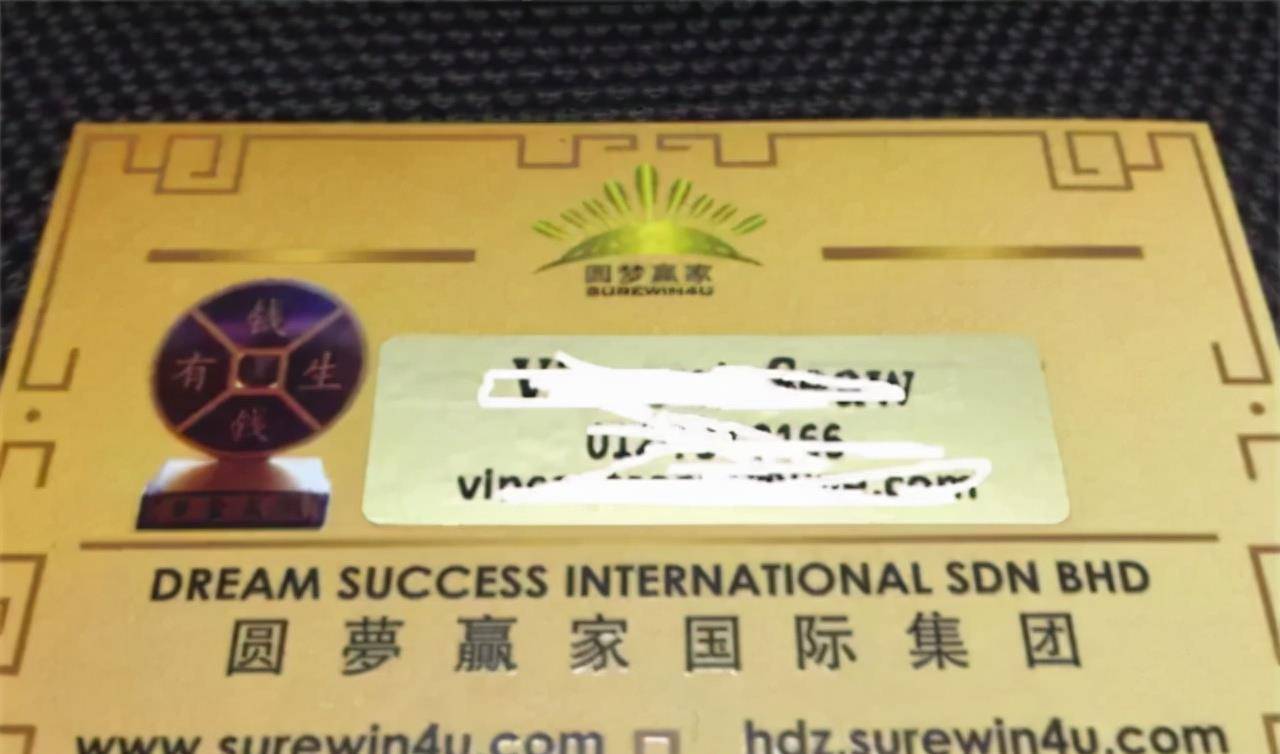 圆梦赢家
SUREWIN4U
钱
有 生
钱
DREAM SUCCESS INTERNATIONAL SDN BHD
圆夢赢家国际集团
www.surewin4u.com hdz.surewin4u.com